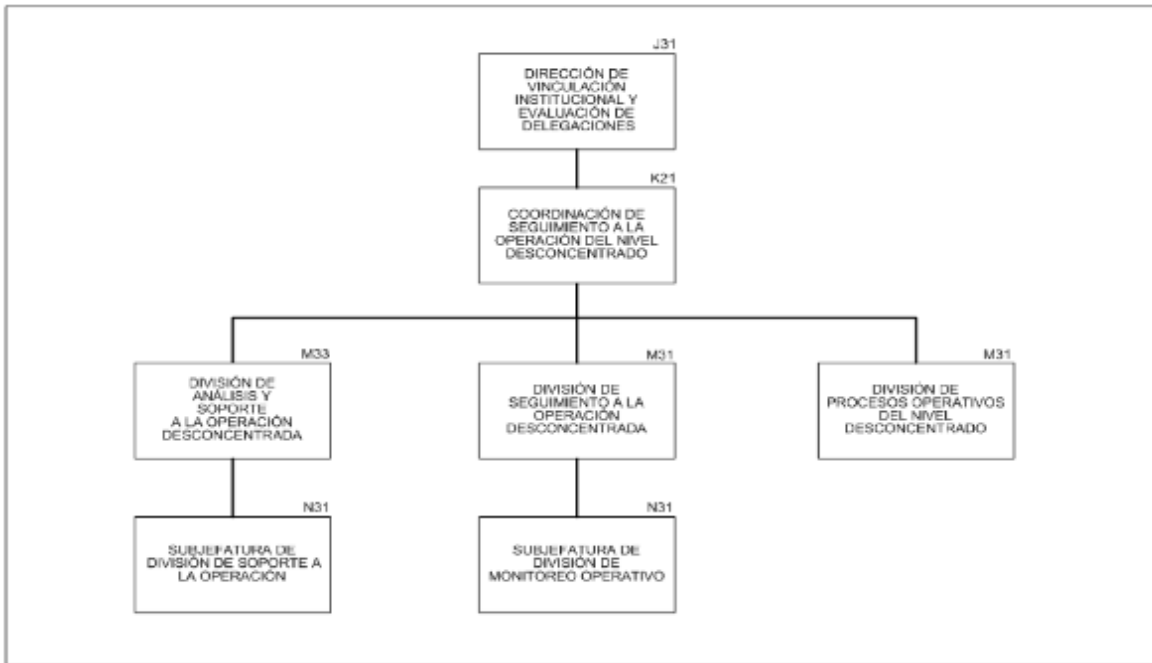 J31
DIRECCIÓN DE
VINCULACIÓN
INSTITUCIONAL Y
EVALUACIÓN DE
DELEGACIONES
K21
COORDINACIÓN DE
SEGUIMIENTO A LA
OPERACIÓN DEL NIVEL
DESCONCENTRADO
M33
DIVISIÓN DE
ANÁLISIS Y
SOPORTE
A LA OPERACIÓN
DESCONCENTRADA
M31
DIVISIÓN DE
SEGUIMIENTO A LA
OPERACIÓN
DESCONCENTRADA
M31
DIVISIÓN DE
PROCESOS OPERATIVOS
DEL NIVEL
DESCONCENTRADO
N31
SUBJEFATURA DE
DIVISIÓN DE SOPORTE A
LA OPERACIÓN
N31
SUBJEFATURA DE
DIVISIÓN DE
MONITOREO OPERATIVO